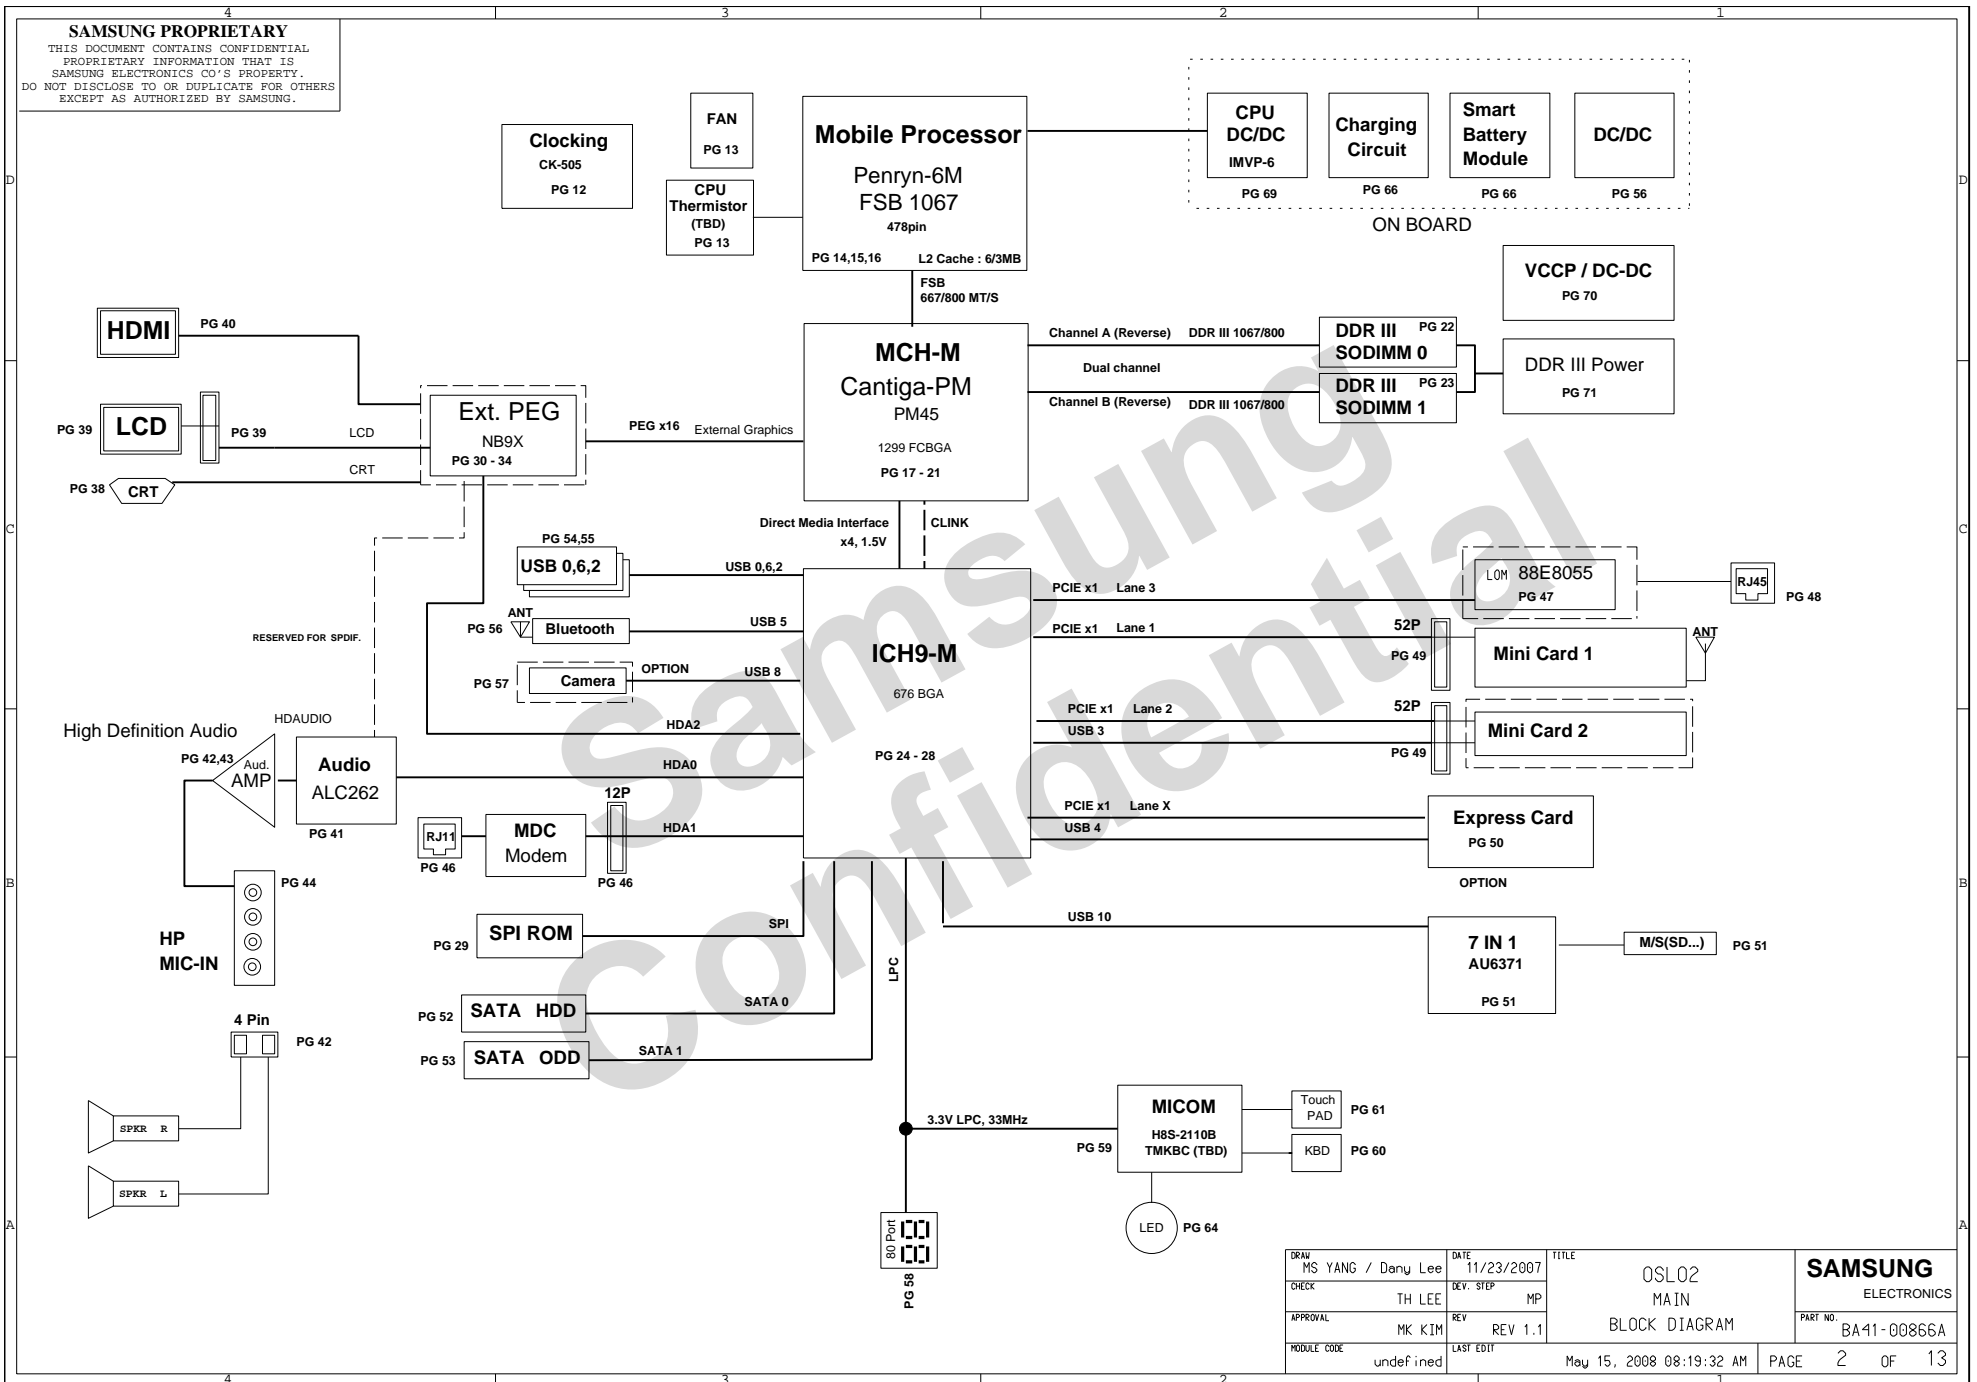 4 3 2 1
SAMSUNG PROPRIETARY
THIS DOCUMENT CONTAINS CONFIDENTIAL
PROPRIETARY INFORMATION THAT IS
SAMSUNG ELECTRONICS CO'S PROPERTY.
DO NOT DISCLOSE TO OR DUPLICATE FOR OTHERS
EXCEPT AS AUTHORIZED BY SAMSUNG.
D
D
Clocking
CK-505
PG 12
FAN
PG 13
CPU
Thermistor
(TBD)
PG 13
Mobile Processor
Penryn-6M
FSB 1067
478pin
PG 14,15,16
L2 Cache : 6/3MB
CPU
DC/DC
IMVP-6
PG 69
Charging
Circuit
PG 66
Smart
Battery
Module
PG 66
DC/DC
PG 56
ON BOARD
FSB
667/800 MT/S
VCCP / DC-DC
PG 70
HDMI
PG 40
MCH-M
Cantiga-PM
PM45
1299 FCBGA
PG 17 - 21
Channel A (Reverse) DDR III 1067/800
Dual channel
Channel B (Reverse) DDR III 1067/800
DDR III PG 22
SODIMM 0
DDR III PG 23
SODIMM 1
DDR III Power
PG 71
PG 39
LCD
PG 39
LCD
CRT
PG 38
CRT
Ext. PEG
NB9X
PG 30 - 34
PEG x16 External Graphics
C
C
Direct Media Interface
x4, 1.5V
CLINK
PG 54,55
USB 0,6,2
USB 0,6,2
ANT
PG 56
Bluetooth
USB 5
PG 57
Camera
OPTION
USB 8
RESERVED FOR SPDIF.
HDA2
ICH9-M
676 BGA
PG 24 - 28
PCIE x1 Lane 3
LOM 88E8055
PG 47
RJ45
PG 48
PCIE x1 Lane 1
52P
PG 49
Mini Card 1
ANT
PCIE x1 Lane 2
USB 3
52P
PG 49
Mini Card 2
High Definition Audio
HDAUDIO
PG 42,43
Aud.
AMP
Audio
ALC262
PG 41
HDA0
12P
HDA1
RJ11
PG 46
MDC
Modem
PG 46
PCIE x1 Lane X
USB 4
Express Card
PG 50
OPTION
B
B
PG 44
HP
MIC-IN
SPI
PG 29
SPI ROM
USB 10
7 IN 1
AU6371
PG 51
M/S(SD...)
PG 51
LPC
PG 52
SATA HDD
SATA 0
PG 53
SATA ODD
SATA 1
4 Pin
PG 42
SPKR R
SPKR L
3.3V LPC, 33MHz
PG 59
MICOM
H8S-2110B
TMKBC (TBD)
Touch
PAD
PG 61
KBD
PG 60
LED
PG 64
80 Port
PG 58
A
A
Samsung
Confidential
DRAW
MS YANG / Dany Lee
DATE
11/23/2007
TITLE
OSLO2
MAIN
BLOCK DIAGRAM
SAMSUNG
ELECTRONICS
CHECK
TH LEE
DEV. STEP
MP
APPROVAL
MK KIM
REV
REV 1.1
PART NO.
BA41-00866A
MODULE CODE
undefined
LAST EDIT
May 15, 2008 08:19:32 AM
PAGE 2 OF 13
4 3 2 1